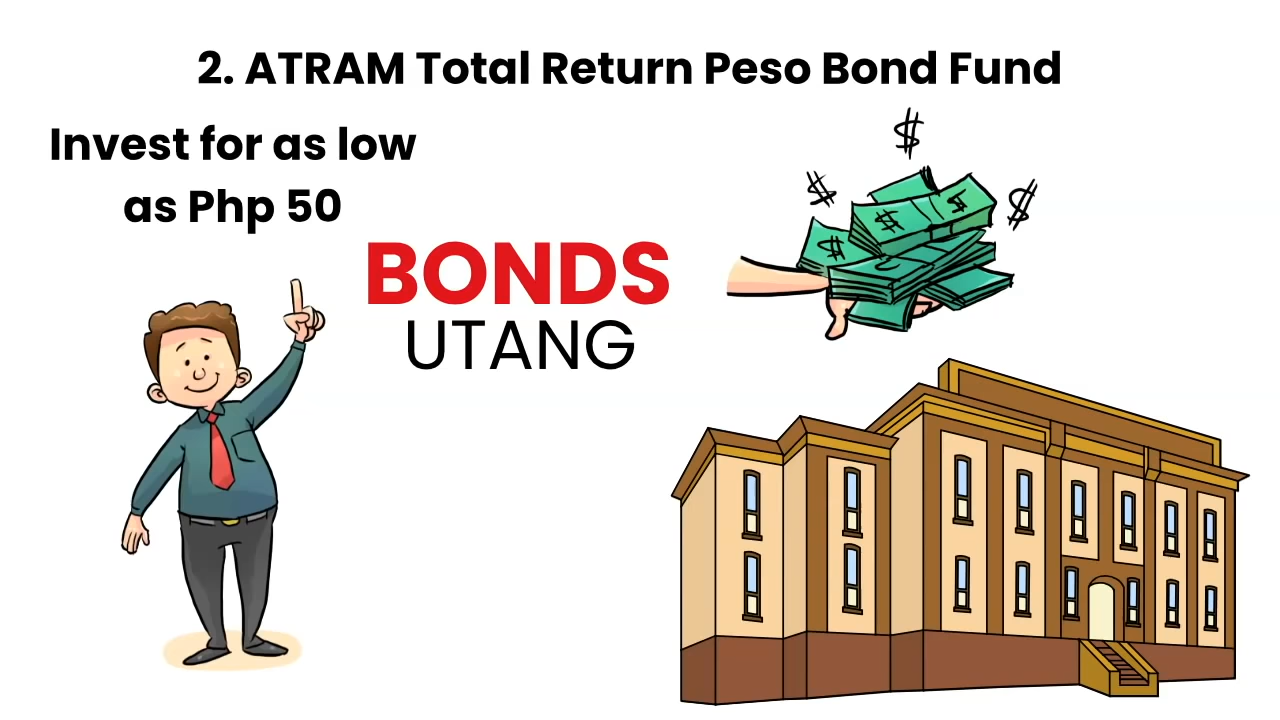 2. ATRAM Total Return Peso Bond Fund
Invest for as low
as Php 50
BONDS
UTANG
$
$
$
$
$
$